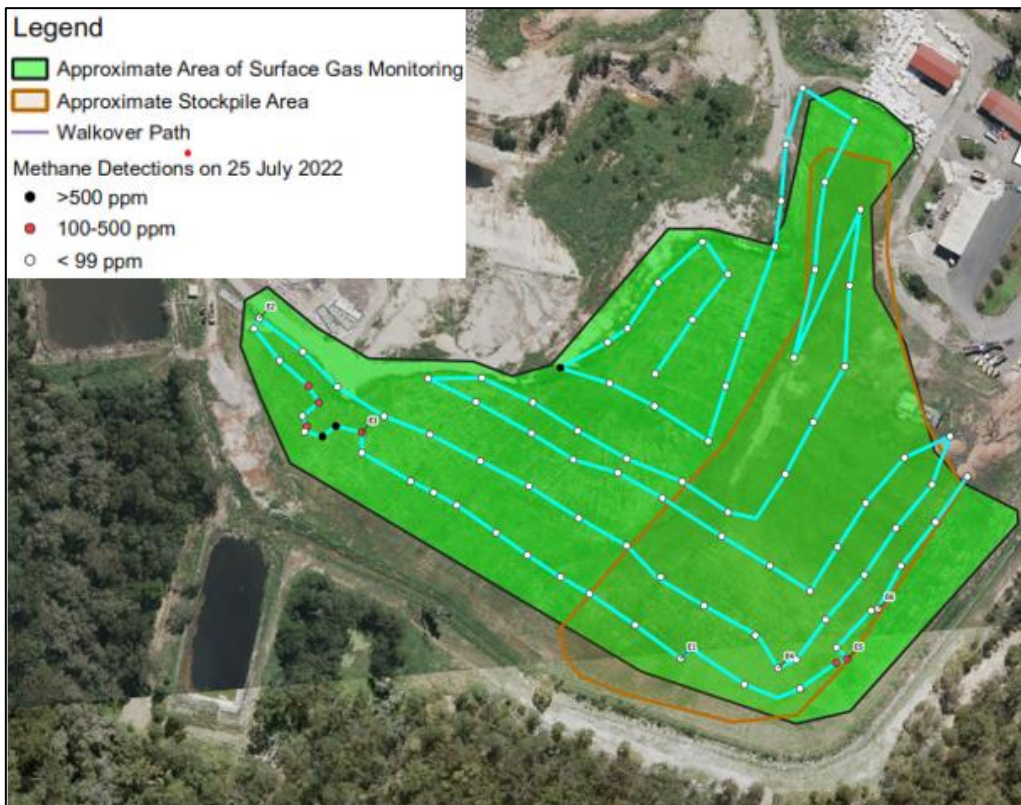 Legend
Approximate Area of Surface Gas Monitoring
Approximate Stockpile Area
Walkover Path
Methane Detections on 25 July 2022
>500 ppm
100-500 ppm
< 99 ppm
E2
E3
E6
E1
E4
E5